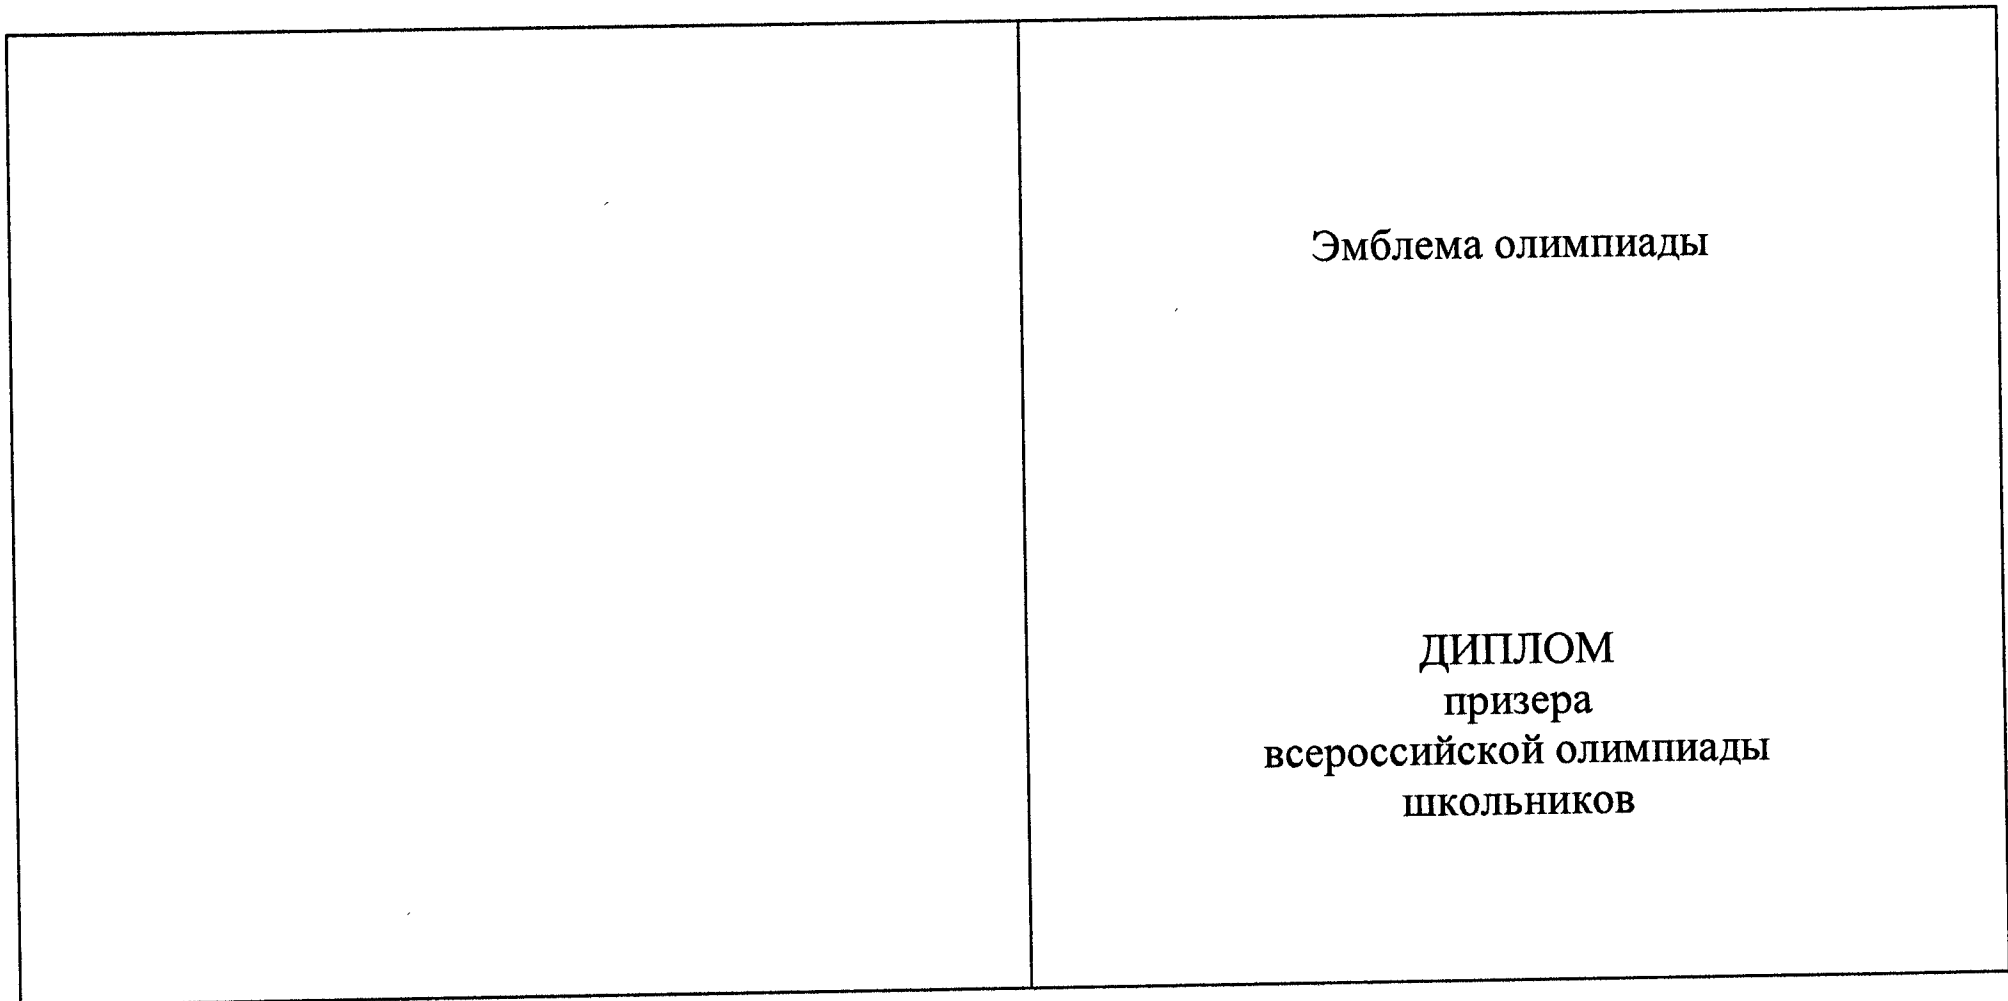 Эмблема олимпиады
ДИПЛОМ
призера
всероссийской олимпиады
школьников